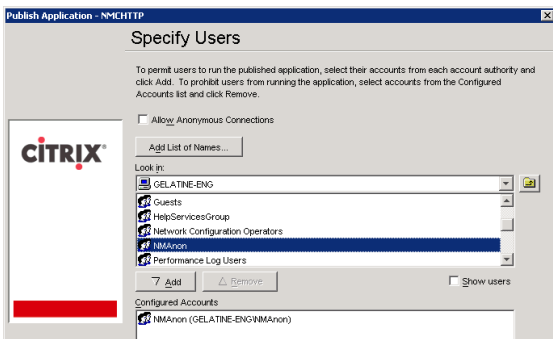 Publish Application - NMCHTTP
Specify Users
To permit users to run the published application, select their accounts from each account authority and
click Add. To prohibit users from running the application, select accounts from the Configured
Accounts list and click Remove.
Allow Anonymous Connections
CITRIX
Add List of Names...
Look in:
GELATINE-ENG
Guests
HelpServicesGroup
Network Configuration Operators
NMAnon
Performance Log Users
Add
Remove
Show users
Configured Accounts
NMAnon (GELATINE-ENG\NMAnon)